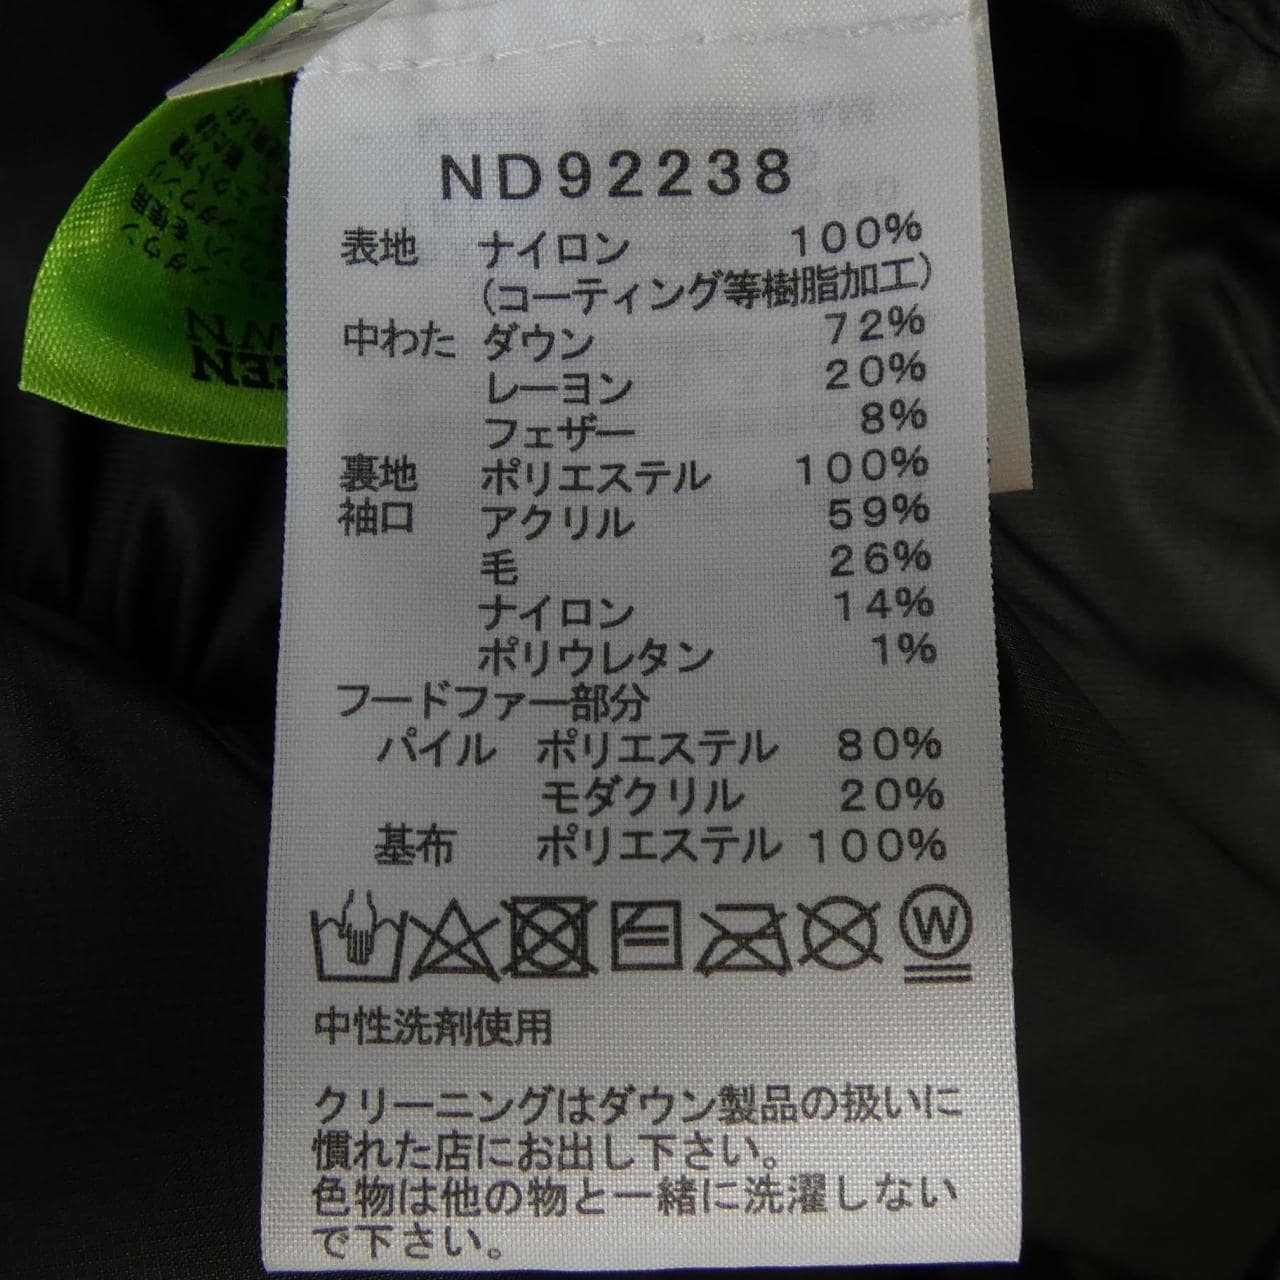 ND92238
表地 ナイロン 100%
(コーティング等樹脂加工)
中わた ダウン 72%
レーヨン 20%
フェザー 8%
裏地 ポリエステル 100%
袖口 アクリル 59%
毛 26%
ナイロン 14%
ポリウレタン 1%
フードファー部分
パイル ポリエステル 80%
モダクリル 20%
基布 ポリエステル 100%
W
中性洗剤使用
クリーニングはダウン製品の扱いに
慣れた店にお出し下さい。
色物は他の物と一緒に洗濯しない
で下さい。